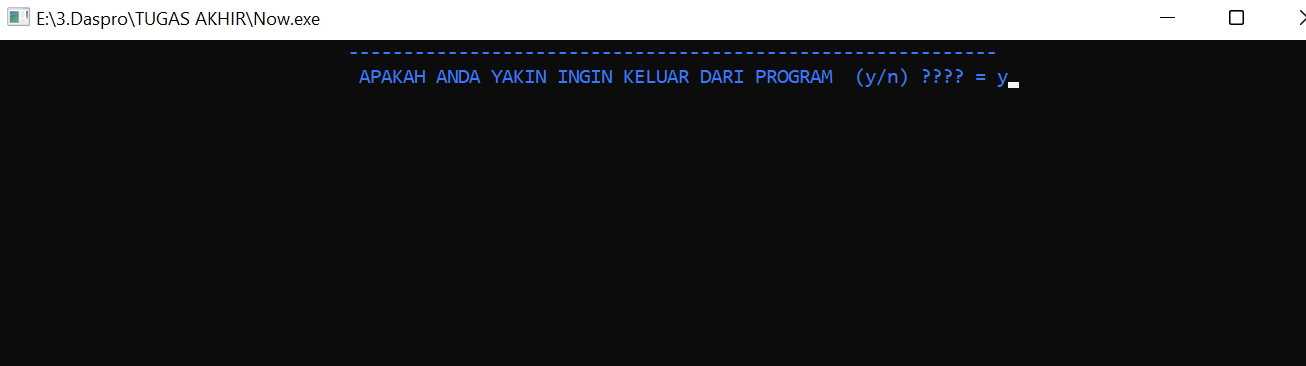 E:\3.Daspro\TUGAS AKHIR\Now.exe
-----------------------------------------------------------
APAKAH ANDA YAKIN INGIN KELUAR DARI PROGRAM  (y/n) ???? = y